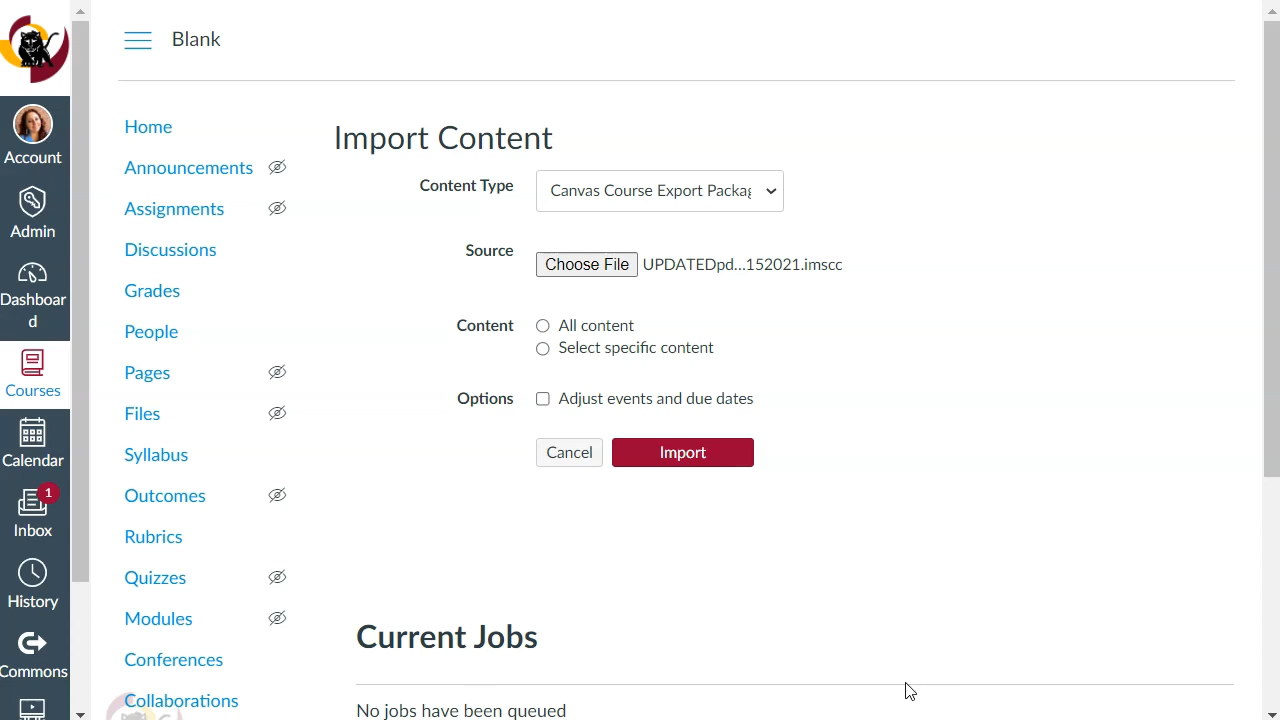 Blank
Account
Admin
Dashboar
d
Courses
Calendar
1
Inbox
History
Commons
Home
Announcements
Assignments
Discussions
Grades
People
Pages
Files
Syllabus
Outcomes
Rubrics
Quizzes
Modules
Conferences
Collaborations
Import Content
Content Type Canvas Course Export Packag
Source Choose File UPDATEDpd...152021.imscc
Content All content
Select specific content
Options Adjust events and due dates
Cancel Import
Current Jobs
No jobs have been queued